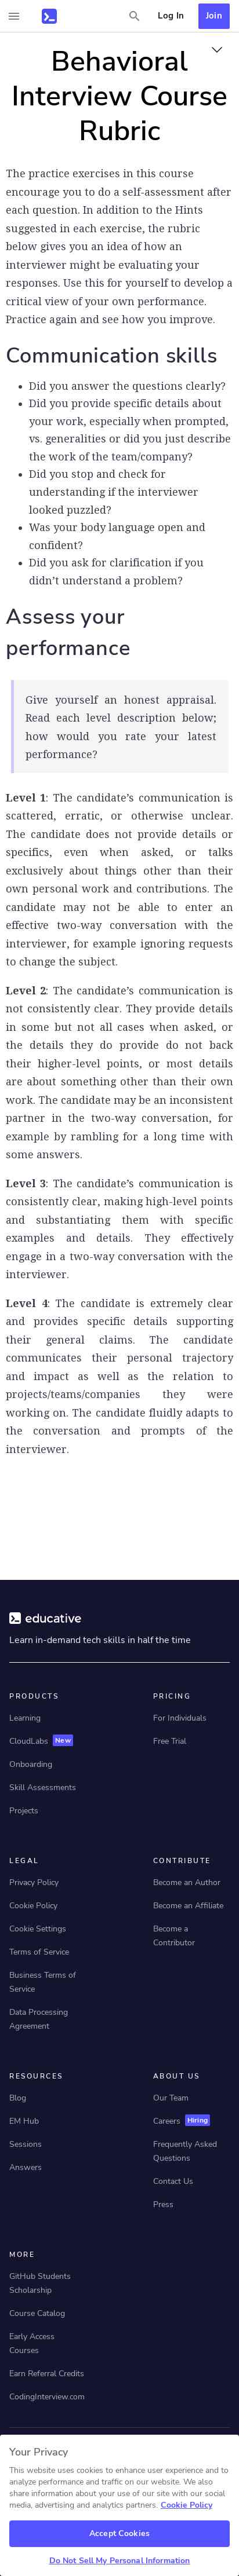 Log In
Join
Behavioral
Interview Course
Rubric
The practice exercises in this course
encourage you to do a self-assessment after
each question. In addition to the Hints
suggested in each exercise, the rubric
below gives you an idea of how an
interviewer might be evaluating your
responses. Use this for yourself to develop a
critical view of your own performance.
Practice again and see how you improve.
Communication skills
• Did you answer the questions clearly?
• Did you provide specific details about
your work, especially when prompted,
vs. generalities or did you just describe
the work of the team/company?
• Did you stop and check for
understanding if the interviewer
looked puzzled?
• Was your body language open and
confident?
• Did you ask for clarification if you
didn’t understand a problem?
Assess your
performance
Give yourself an honest appraisal.
Read each level description below;
how would you rate your latest
performance?
Level 1: The candidate’s communication is
scattered, erratic, or otherwise unclear.
The candidate does not provide details or
specifics, even when asked, or talks
exclusively about things other than their
own personal work and contributions. The
candidate may not be able to enter an
effective two-way conversation with the
interviewer, for example ignoring requests
to change the subject.
Level 2: The candidate’s communication is
not consistently clear. They provide details
in some but not all cases when asked, or
the details they do provide do not back
their higher-level points, or most details
are about something other than their own
work. The candidate may be an inconsistent
partner in the two-way conversation, for
example by rambling for a long time with
some answers.
Level 3: The candidate’s communication is
consistently clear, making high-level points
and substantiating them with specific
examples and details. They effectively
engage in a two-way conversation with the
interviewer.
Level 4: The candidate is extremely clear
and provides specific details supporting
their general claims. The candidate
communicates their personal trajectory
and impact as well as the relation to
projects/teams/companies they were
working on. The candidate fluidly adapts to
the conversation and prompts of the
interviewer.
educative
Learn in-demand tech skills in half the time
PRODUCTS
Learning
CloudLabs New
Onboarding
Skill Assessments
Projects
PRICING
For Individuals
Free Trial
LEGAL
Privacy Policy
Cookie Policy
Cookie Settings
Terms of Service
Business Terms of
Service
Data Processing
Agreement
CONTRIBUTE
Become an Author
Become an Affiliate
Become a
Contributor
RESOURCES
Blog
EM Hub
Sessions
Answers
ABOUT US
Our Team
Careers Hiring
Frequently Asked
Questions
Contact Us
Press
MORE
GitHub Students
Scholarship
Course Catalog
Early Access
Courses
Earn Referral Credits
CodingInterview.com
Your Privacy
This website uses cookies to enhance user experience and to
analyze performance and traffic on our website. We also
share information about your use of our site with our social
media, advertising and analytics partners. Cookie Policy
Accept Cookies
Do Not Sell My Personal Information